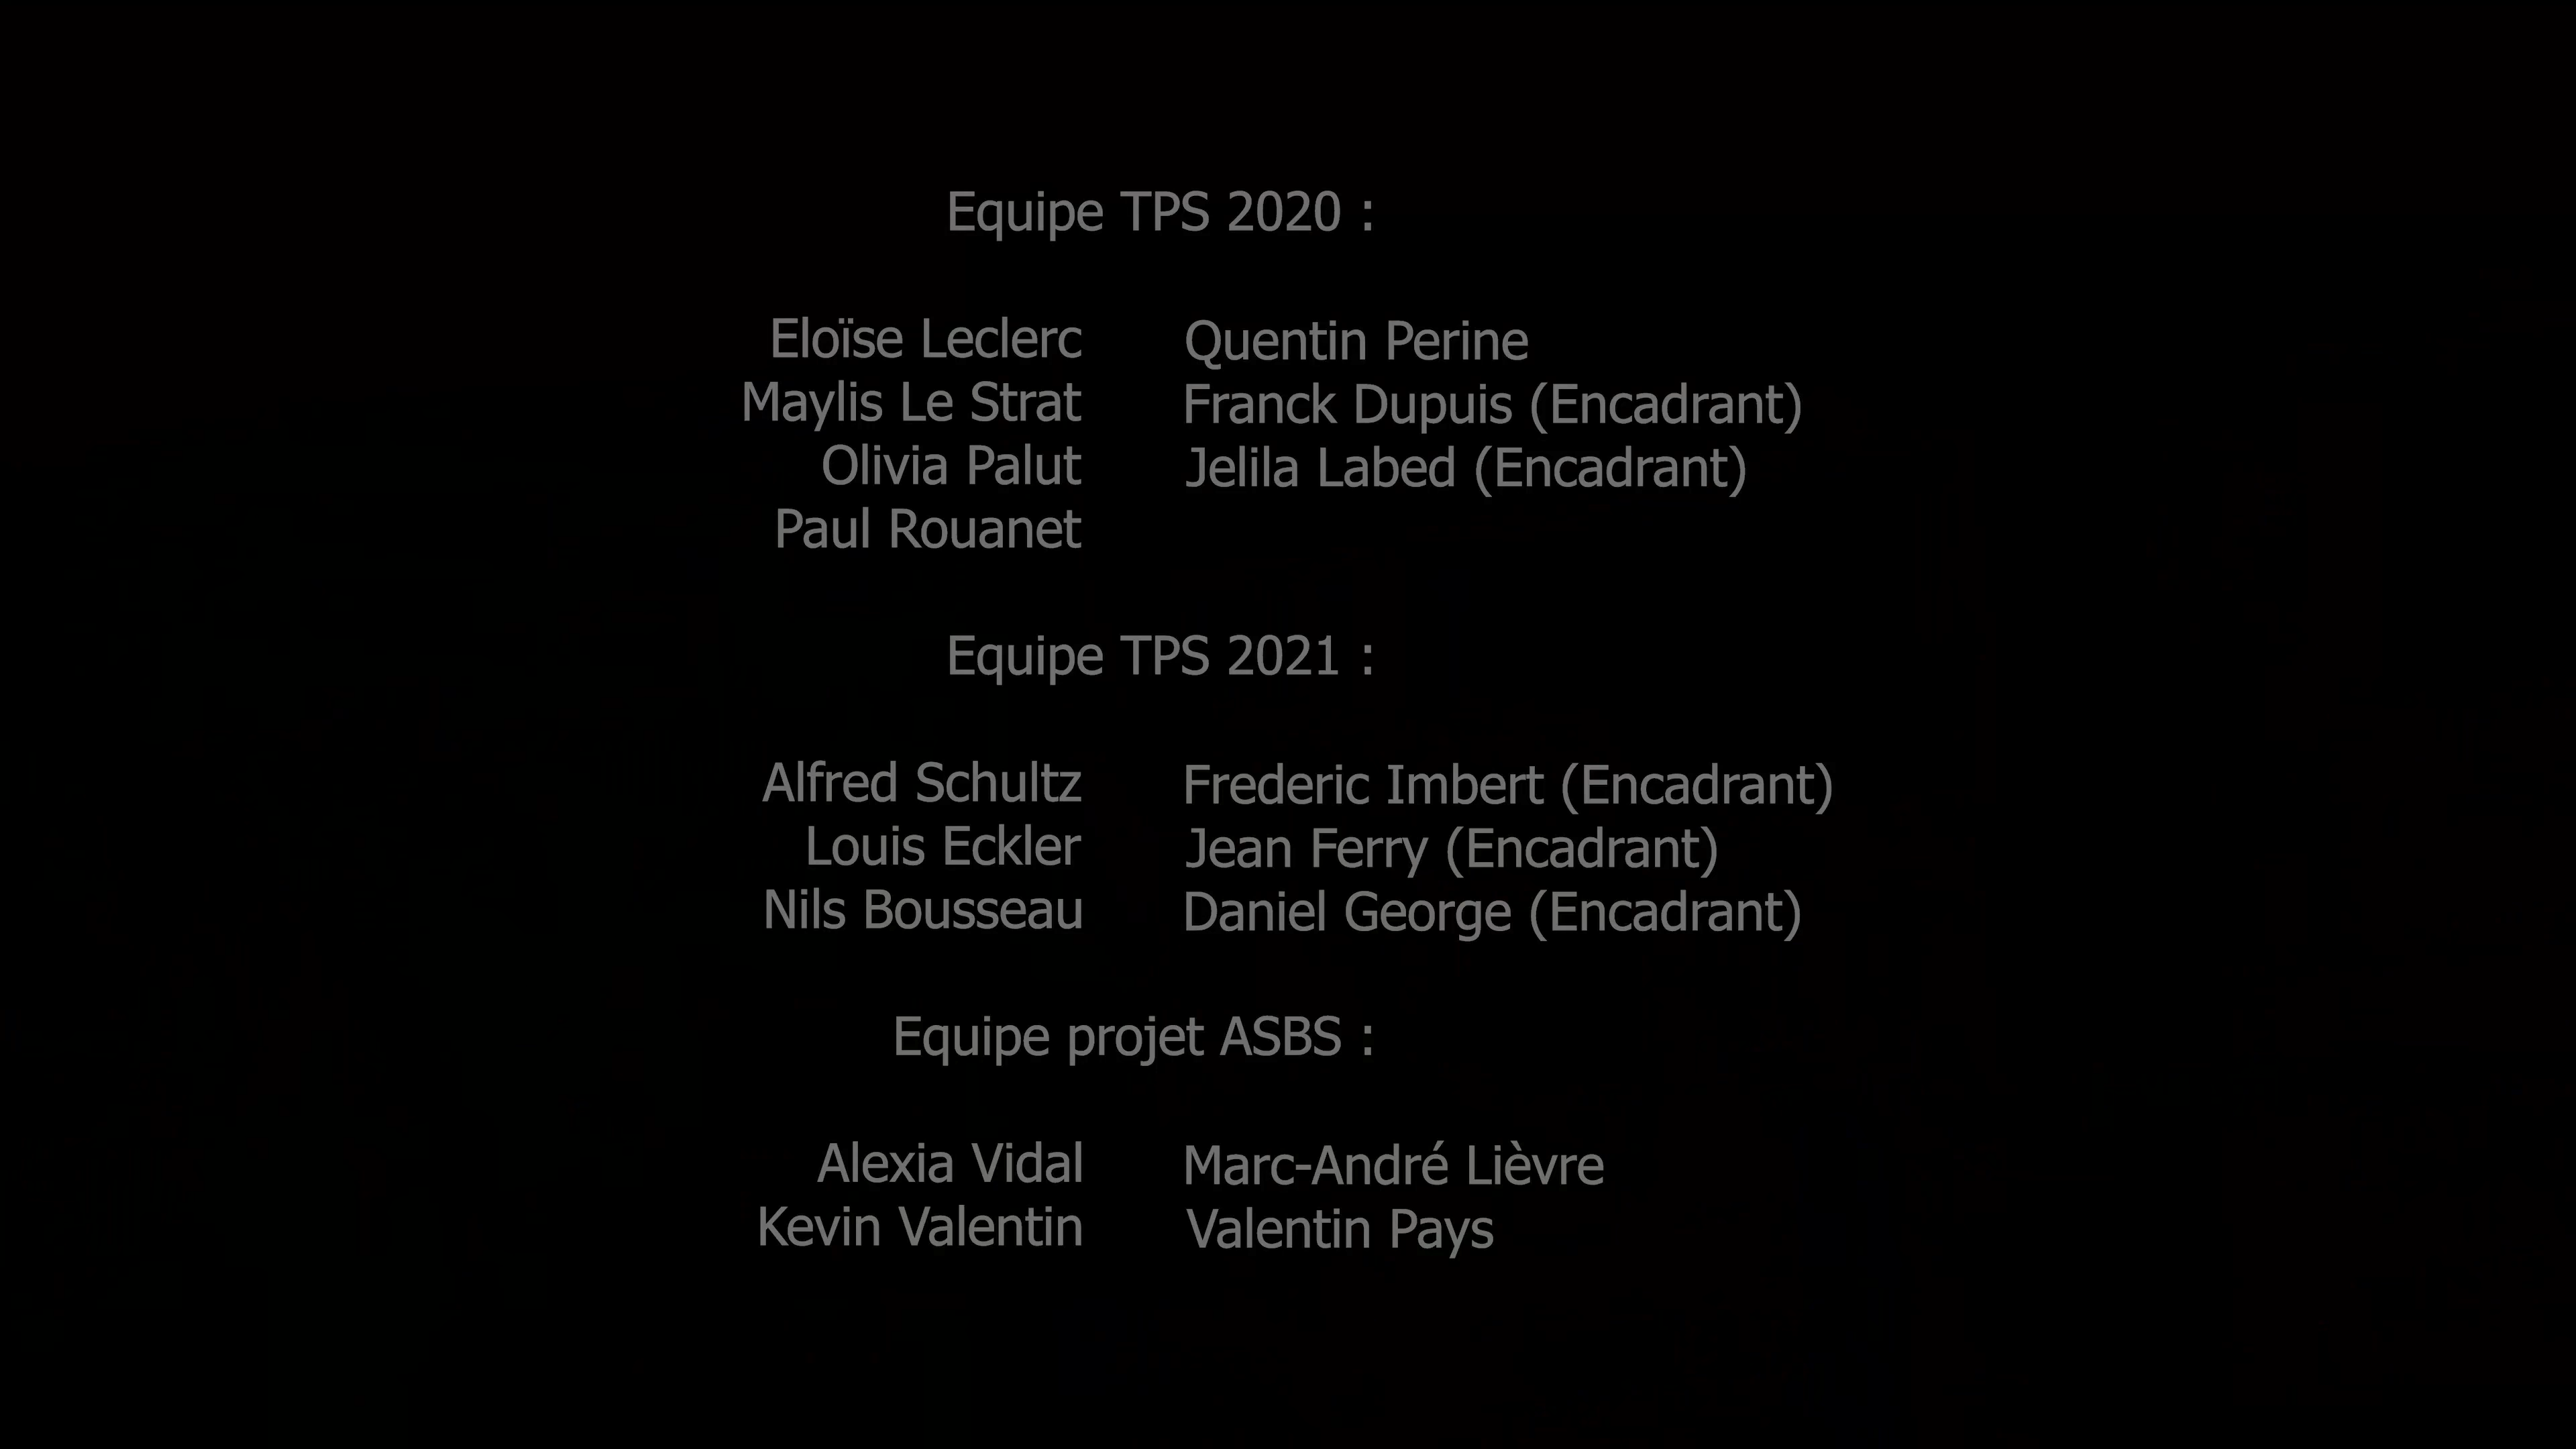 Equipe TPS 2020 :
Eloïse Leclerc
Maylis Le Strat
Olivia Palut
Paul Rouanet
Quentin Perine
Franck Dupuis (Encadrant)
Jelila Labed (Encadrant)
Equipe TPS 2021 :
Alfred Schultz
Louis Eckler
Nils Bousseau
Frederic Imbert (Encadrant)
Jean Ferry (Encadrant)
Daniel George (Encadrant)
Equipe projet ASBS :
Alexia Vidal
Kevin Valentin
Marc-André Lièvre
Valentin Pays